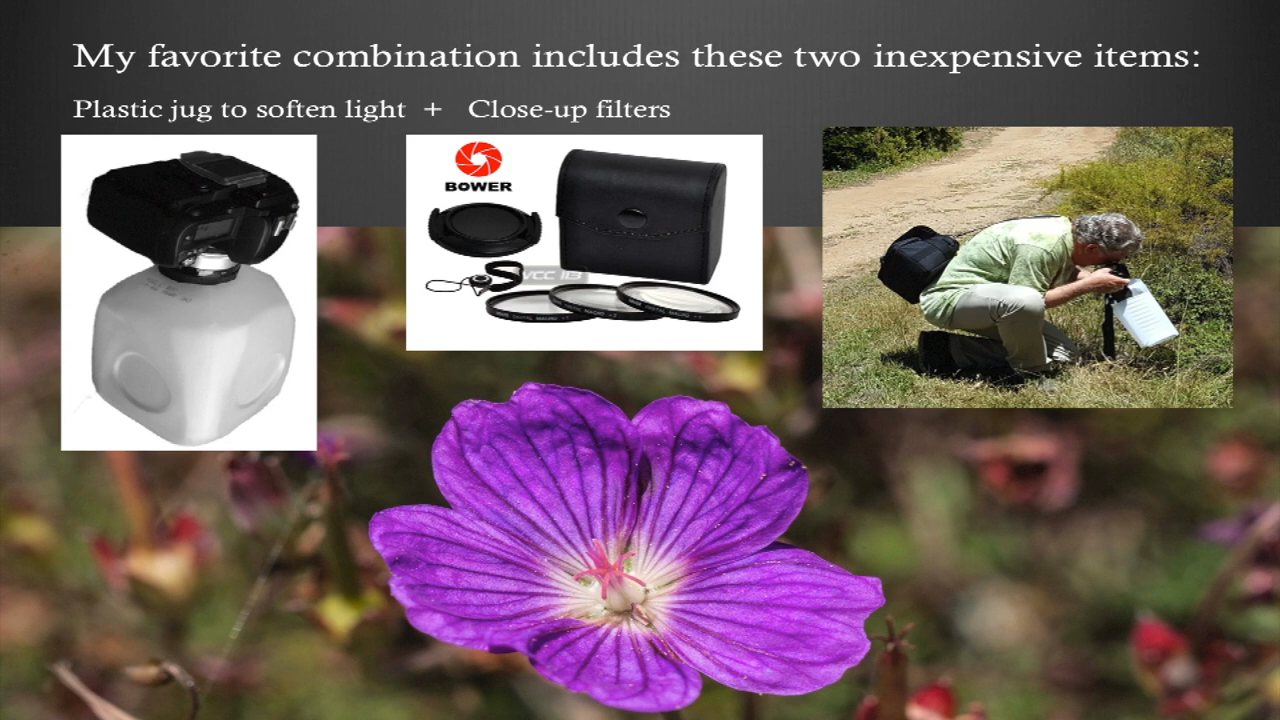 My favorite combination includes these two inexpensive items:
Plastic jug to soften light + Close-up filters
BOWER